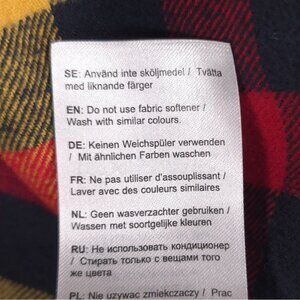 SE: Använd inte sköljmedel / Tvätta
med liknande färger
EN: Do not use fabric softener /
Wash with similar colours.
DE: Keinen Weichspüler verwenden
/ Mit ähnlichen Farben waschen
FR: Ne pas utiliser d'assouplissant /
Laver avec des couleurs similaires
NL: Geen wasverzachter gebruiken /
Wassen met soortgelijke kleuren
RU: Не использовать кондиционер
/ Стирать только с вещами того
же цвета
PL: Nie używać zmiękczaczy / Prac